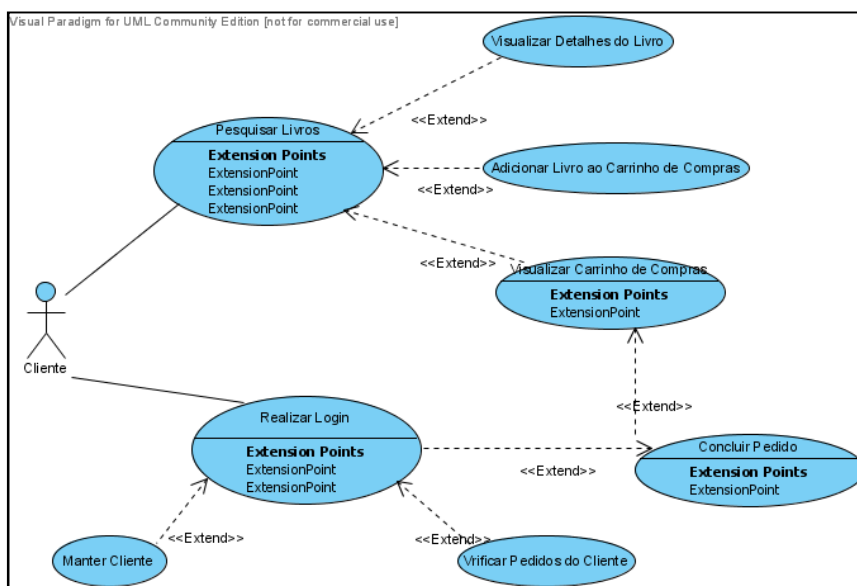 Visual Paradigm for UML Community Edition [not for commercial use]
Visualizar Detalhes do Livro
<<Extend>>
Pesquisar Livros
Extension Points
ExtensionPoint
ExtensionPoint
ExtensionPoint
Adicionar Livro ao Carrinho de Compras
<<Extend>>
<<Extend>>
Visualizar Carrinho de Compras
Extension Points
ExtensionPoint
Cliente
<<Extend>>
Realizar Login
Extension Points
ExtensionPoint
ExtensionPoint
<<Extend>>
Concluir Pedido
Extension Points
ExtensionPoint
Manter Cliente
<<Extend>>
<<Extend>>
Vrificar Pedidos do Cliente